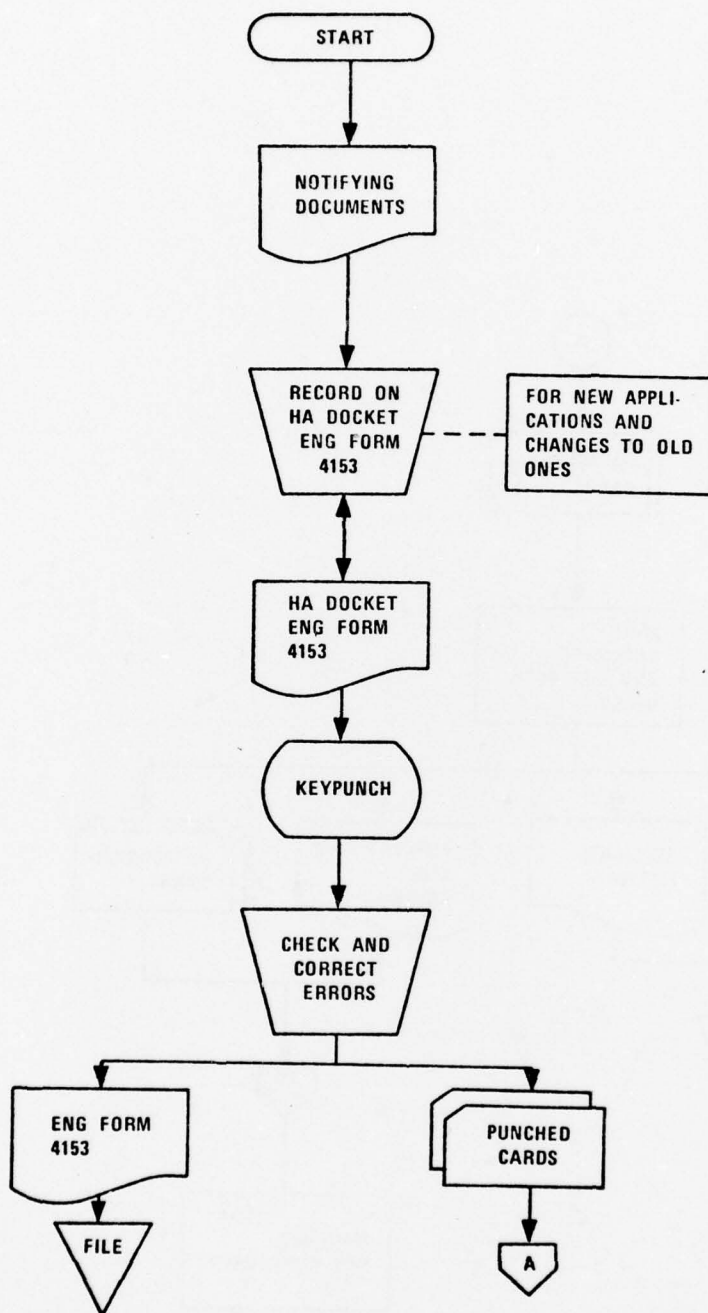 START
NOTIFYING
DOCUMENTS
RECORD ON
HA DOCKET
ENG FORM
4153
FOR NEW APPLI-
CATIONS AND
CHANGES TO OLD
ONES
HA DOCKET
ENG FORM
4153
KEYPUNCH
CHECK AND
CORRECT
ERRORS
ENG FORM
4153
PUNCHED
CARDS
FILE
A